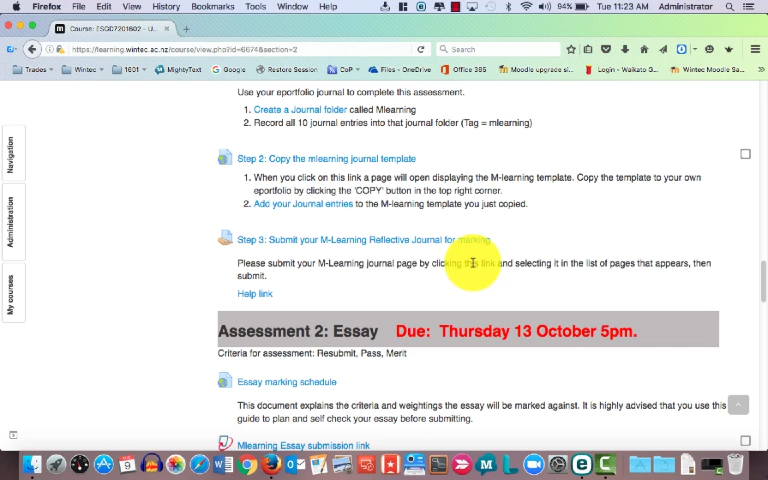 Firefox File Edit View History Bookmarks Tools Window Help 94% Tue 11:23 AM Administrator
Course: ESGD7201602 - U...
https://learning.wintec.ac.nz/course/view.php?id=6674&section=2
Search
Trades Wintec 1601 MightyText Google Restore Session CoP Files - OneDrive Office 365 Moodle upgrade si... Login - Waikato G... Wintec Moodle Sa...
Use your eportfolio journal to complete this assessment.
1. Create a Journal folder called Mlearning
2. Record all 10 journal entries into that journal folder (Tag = mlearning)
Navigation
Step 2: Copy the mlearning journal template
1. When you click on this link a page will open displaying the M-learning template. Copy the template to your own
eportfolio by clicking the 'COPY' button in the top right corner.
2. Add your Journal entries to the M-learning template you just copied.
Administration
Step 3: Submit your M-Learning Reflective Journal for marking
Please submit your M-Learning journal page by clicking this link and selecting it in the list of pages that appears, then
submit.
My courses
Help link
Assessment 2: Essay Due: Thursday 13 October 5pm.
Criteria for assessment: Resubmit, Pass, Merit
Essay marking schedule
This document explains the criteria and weightings the essay will be marked against. It is highly advised that you use this
guide to plan and self check your essay before submitting.
Mlearning Essay submission link